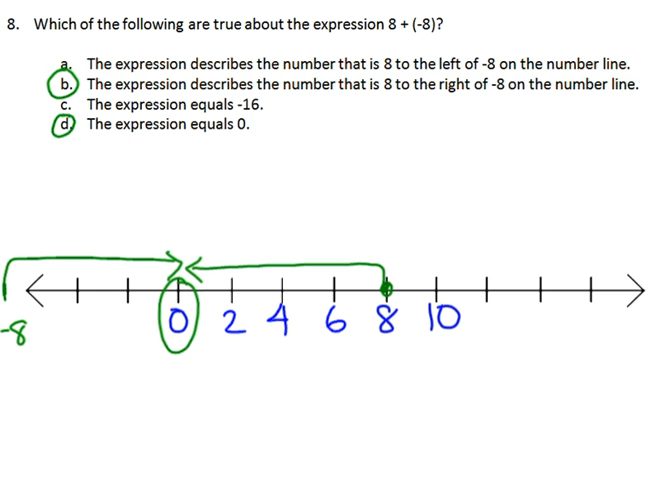 8. Which of the following are true about the expression 8 + (-8)?
a. The expression describes the number that is 8 to the left of -8 on the number line.
b. The expression describes the number that is 8 to the right of -8 on the number line.
c. The expression equals -16.
d. The expression equals 0.
-8 0 2 4 6 8 10